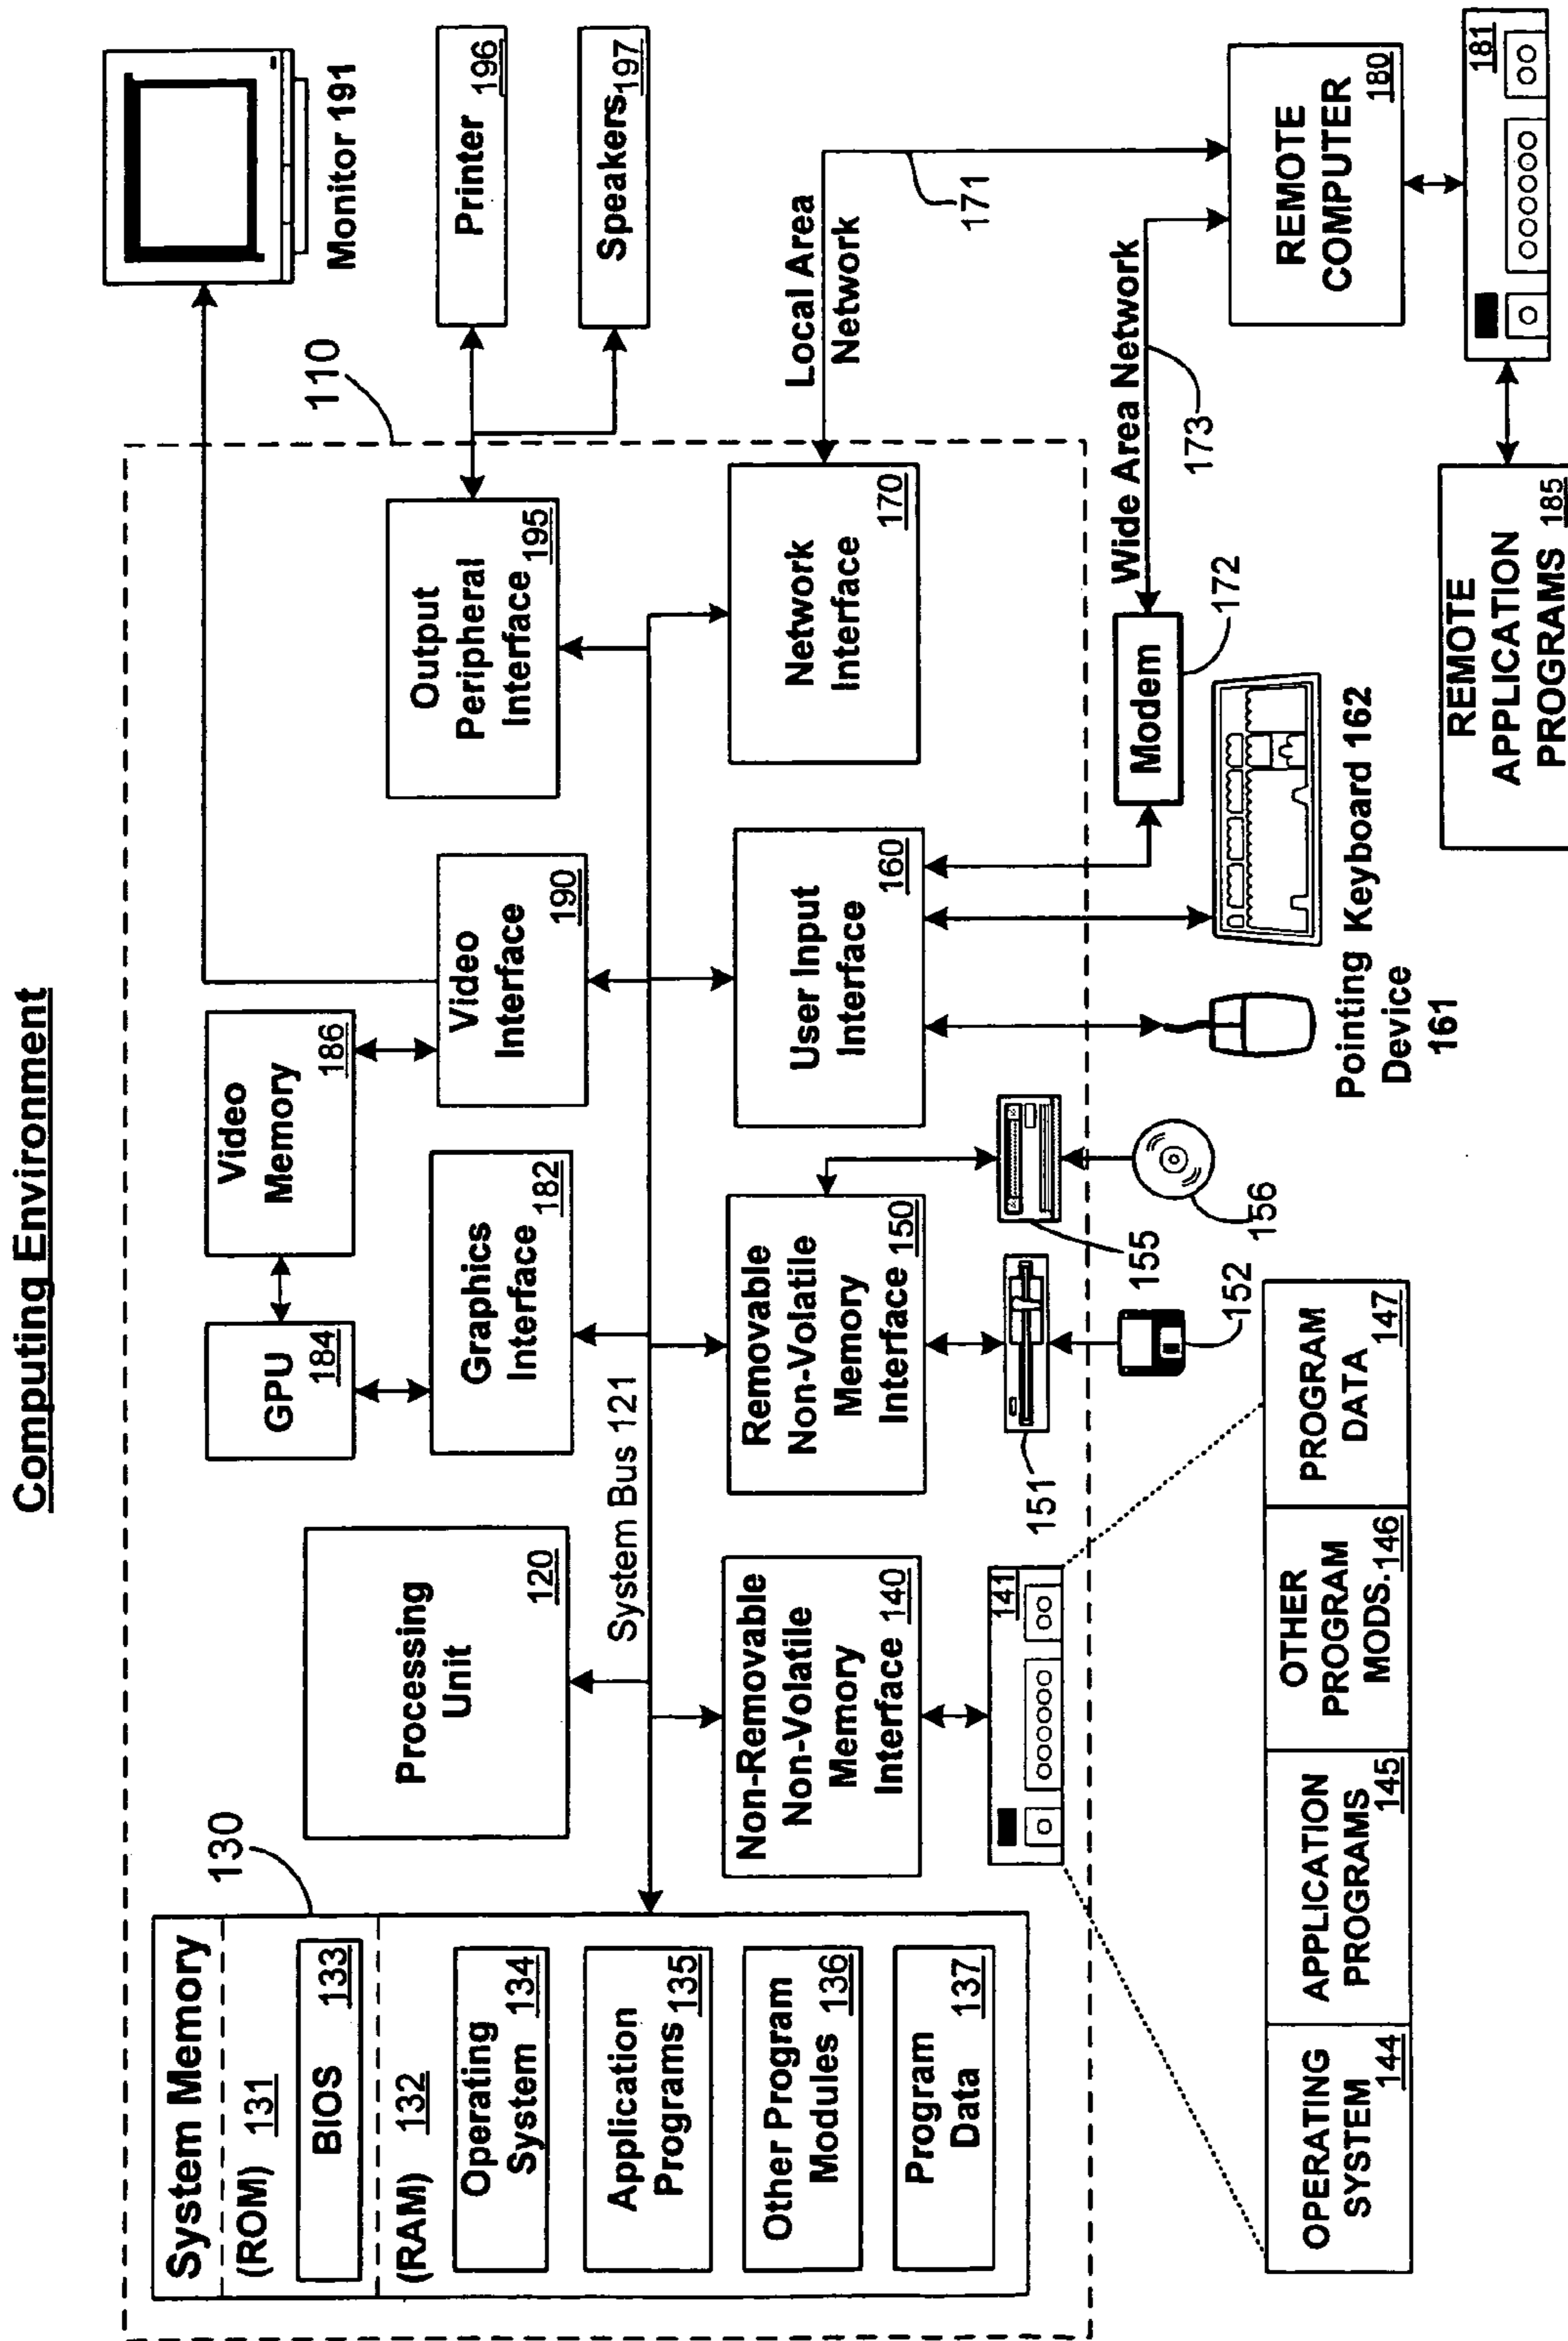 Computing Environment
110
System Memory
(ROM) 131
BIOS 133
(RAM) 132
Operating
System 134
Application
Programs 135
Other Program
Modules 136
Program
Data 137
130
Processing
Unit
120
System Bus 121
GPU
184
Video
Memory
186
Graphics
Interface
182
Video
Interface
190
Output
Peripheral
Interface 195
Monitor 191
Printer 196
Speakers 197
Non-Removable
Non-Volatile
Memory
Interface 140
Removable
Non-Volatile
Memory
Interface 150
User Input
Interface
160
Network
Interface
170
141
151
152
155
156
Local Area
Network
171
Wide Area Network
173
Modem
172
Pointing
Device
161
Keyboard 162
REMOTE
COMPUTER
180
181
REMOTE
APPLICATION
PROGRAMS 185
OPERATING
SYSTEM
144
APPLICATION
PROGRAMS
145
OTHER
PROGRAM
MODS. 146
PROGRAM
DATA
147